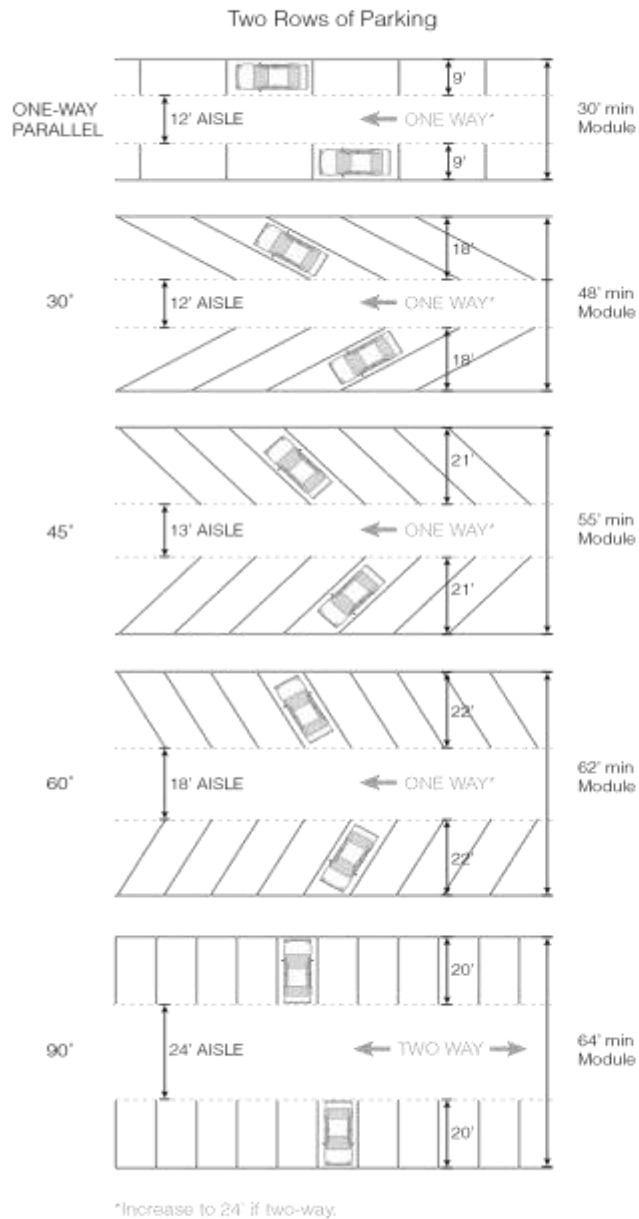 Two Rows of Parking
9'
ONE-WAY
PARALLEL
12' AISLE
ONE WAY*
30' min
Module
9'
18'
30°
12' AISLE
ONE WAY*
48' min
Module
18'
21'
45°
13' AISLE
ONE WAY*
55' min
Module
21'
22'
60°
18' AISLE
ONE WAY*
62' min
Module
22'
20'
90°
24' AISLE
TWO WAY
64' min
Module
20'
*Increase to 24' if two-way.